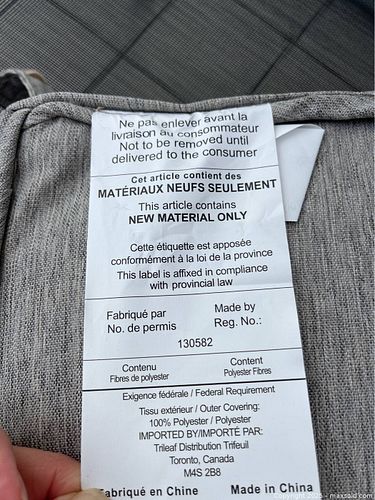 Ne pas enlever avant la
livraison au consommateur
Not to be removed until
delivered to the consumer
Cet article contient des
MATÉRIAUX NEUFS SEULEMENT
This article contains
NEW MATERIAL ONLY
Cette étiquette est apposée
conformément à la loi de la province
This label is affixed in compliance
with provincial law
Fabriqué par Made by
No. de permis Reg. No.:
130582
Contenu Content
Fibres de polyester Polyester Fibres
Exigence fédérale / Federal Requirement
Tissu extérieur / Outer Covering:
100% Polyester / Polyester
IMPORTED BY/IMPORTÉ PAR:
Trileaf Distribution Trifeuil
Toronto, Canada
M4S 2B8
Fabriqué en Chine Made in China